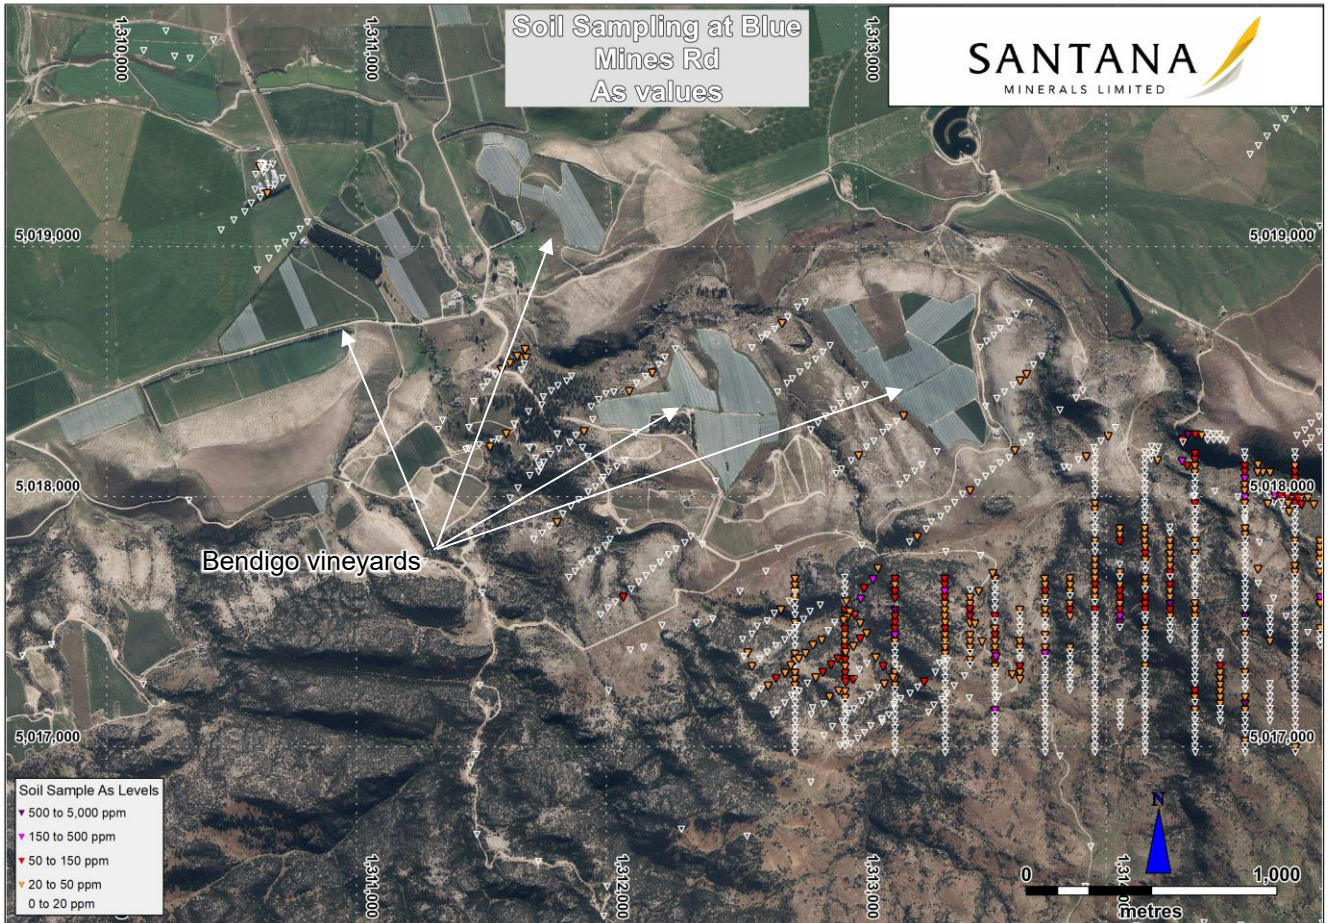 Soil Sampling at Blue
Mines Rd
As values
SANTANA
MINERALS LIMITED
1,310,000
1,311,000
1,313,000
5,019,000
5,019,000
5,018,000
5,018,000
Bendigo vineyards
5,017,000
5,017,000
Soil Sample As Levels
500 to 5,000 ppm
150 to 500 ppm
50 to 150 ppm
20 to 50 ppm
0 to 20 ppm
1,311,000
1,312,000
1,313,000
N
0
1,000
metres